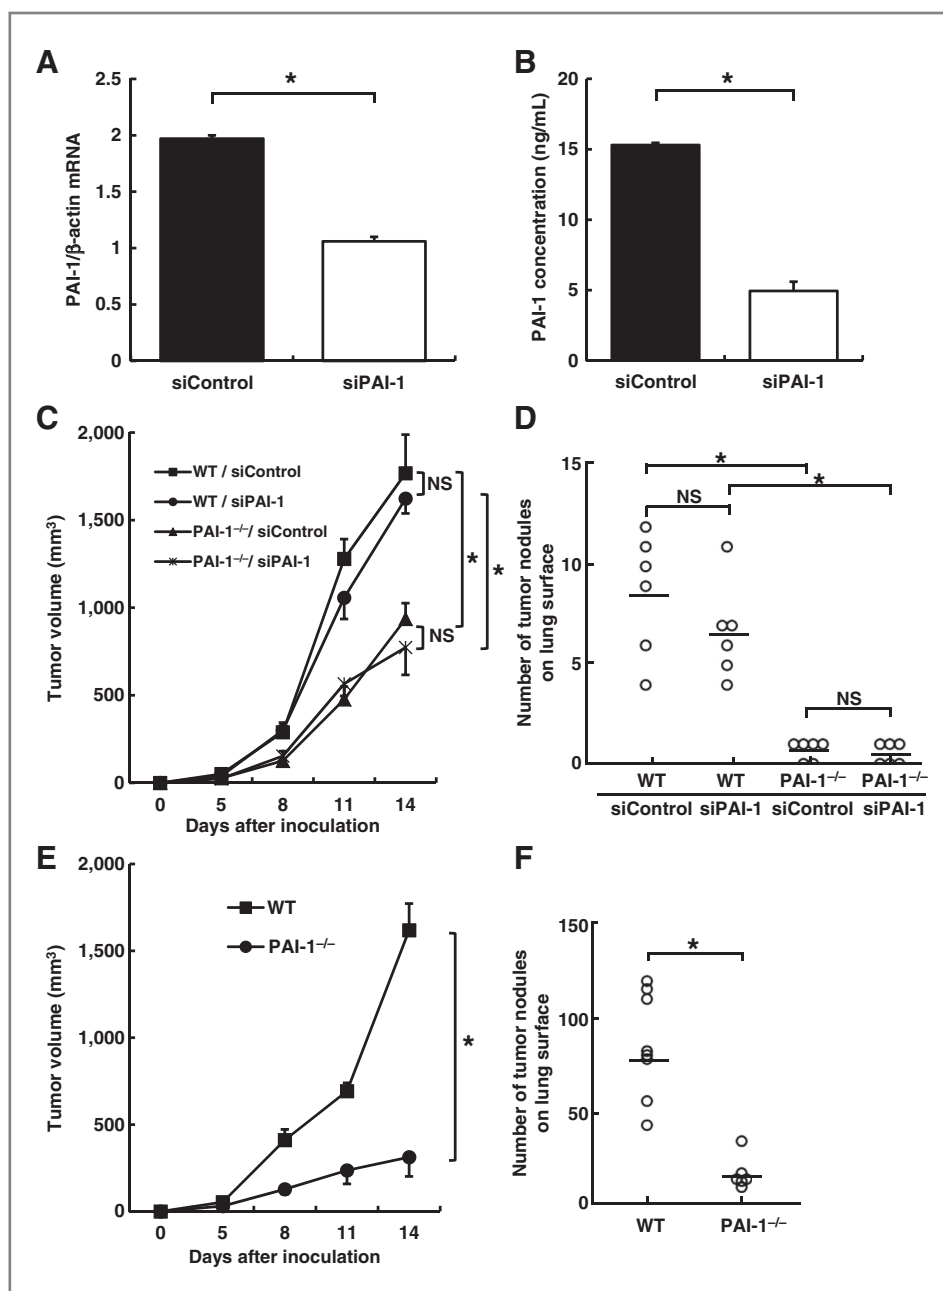 A
2.5
2
1.5
1
0.5
0
PAI-1/β-actin mRNA
*
siControl
siPAI-1
B
20
15
10
5
0
PAI-1 concentration (ng/mL)
*
siControl
siPAI-1
C
2,000
1,500
1,000
500
0
Tumor volume (mm³)
WT / siControl
WT / siPAI-1
PAI-1⁻/⁻/ siControl
PAI-1⁻/⁻/ siPAI-1
NS
NS
*
*
0 5 8 11 14
Days after inoculation
D
15
10
5
0
Number of tumor nodules
on lung surface
*
*
NS
NS
WT WT PAI-1⁻/⁻ PAI-1⁻/⁻
siControl siPAI-1 siControl siPAI-1
E
2,000
1,500
1,000
500
0
Tumor volume (mm³)
WT
PAI-1⁻/⁻
*
0 5 8 11 14
Days after inoculation
F
150
100
50
0
Number of tumor nodules
on lung surface
*
WT PAI-1⁻/⁻